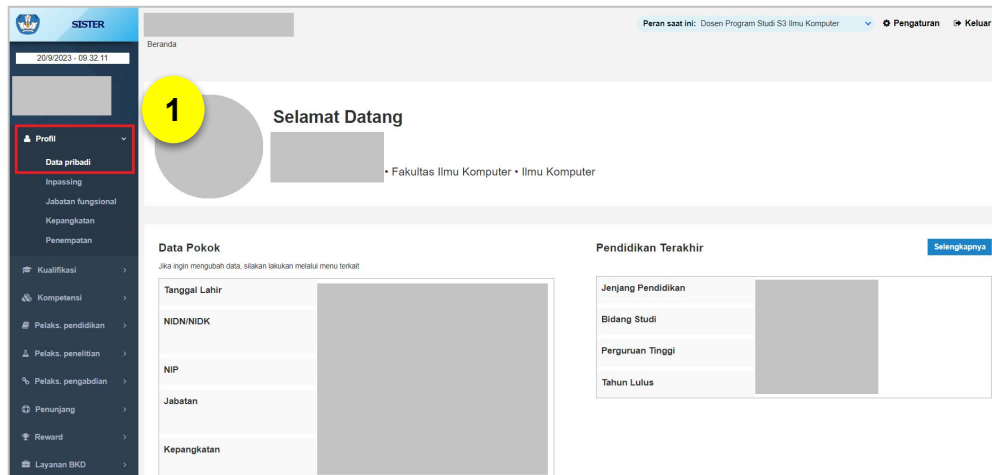 SISTER
20/9/2023 - 09.32.11
Profil
Data pribadi
Inpassing
Jabatan fungsional
Kepangkatan
Penempatan
Kualifikasi
Kompetensi
Pelaks. pendidikan
Pelaks. penelitian
Pelaks. pengabdian
Penunjang
Reward
Layanan BKD
Peran saat ini: Dosen Program Studi S3 Ilmu Komputer
Pengaturan
Keluar
Beranda
1
Selamat Datang
• Fakultas Ilmu Komputer • Ilmu Komputer
Data Pokok
Jika ingin mengubah data, silakan lakukan melalui menu terkait
Tanggal Lahir
NIDN/NIDK
NIP
Jabatan
Kepangkatan
Pendidikan Terakhir
Selengkapnya
Jenjang Pendidikan
Bidang Studi
Perguruan Tinggi
Tahun Lulus